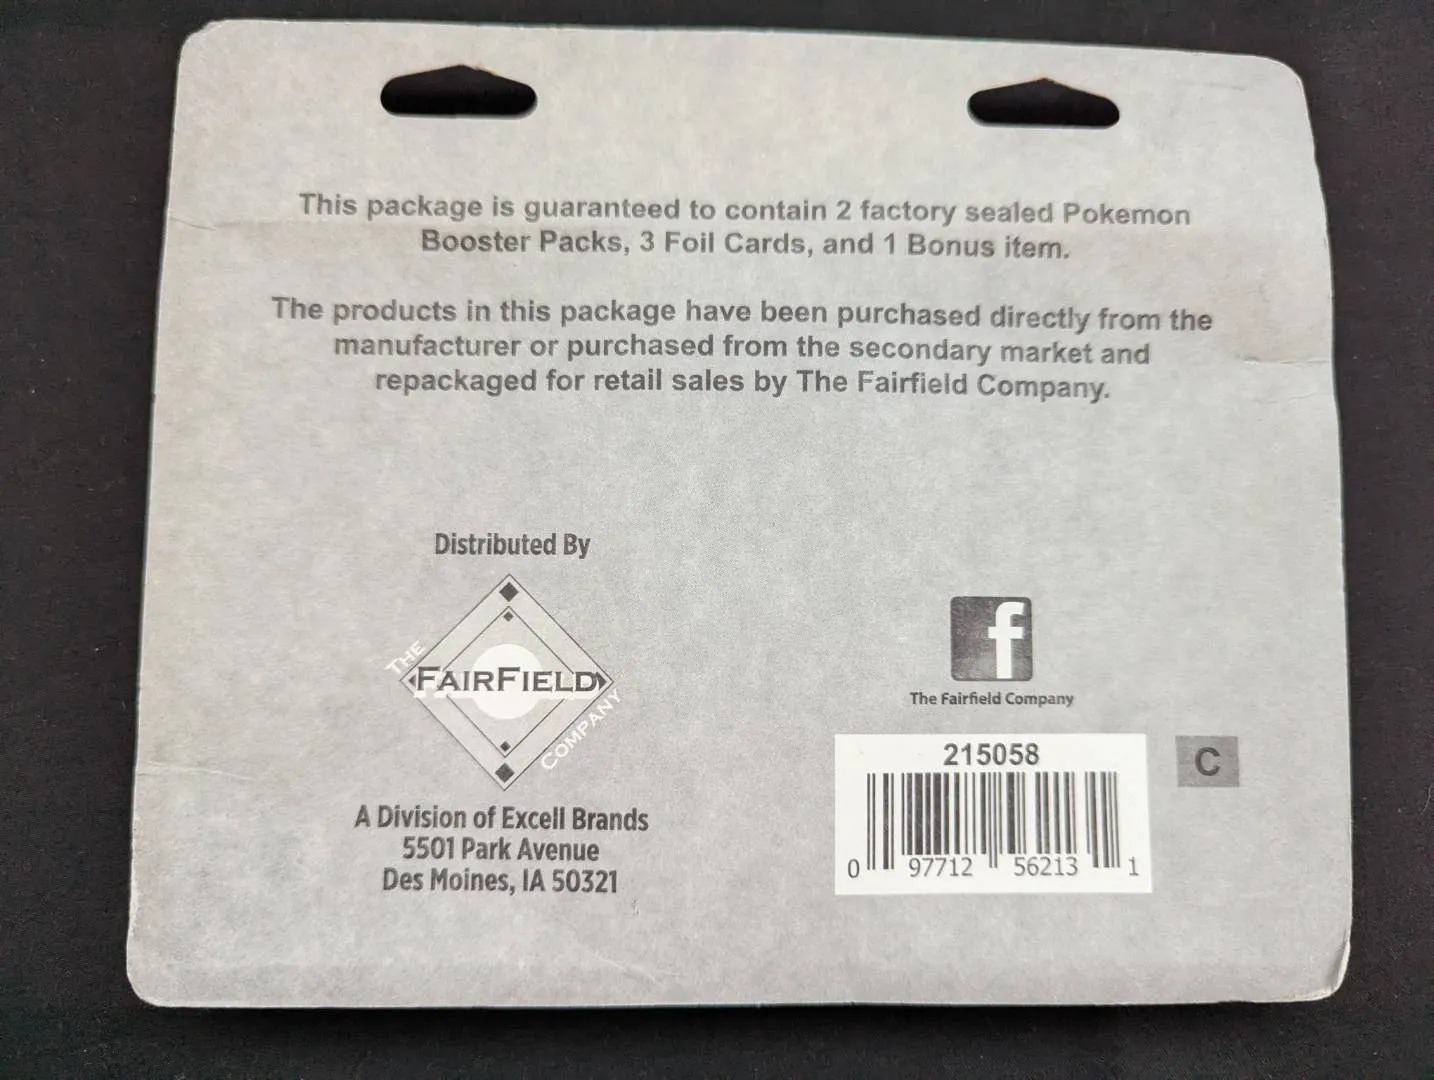 This package is guaranteed to contain 2 factory sealed Pokemon
Booster Packs, 3 Foil Cards, and 1 Bonus item.
The products in this package have been purchased directly from the
manufacturer or purchased from the secondary market and
repackaged for retail sales by The Fairfield Company.
Distributed By
THE
FAIRFIELD
COMPANY
A Division of Excell Brands
5501 Park Avenue
Des Moines, IA 50321
f
The Fairfield Company
215058
C
0 97712 56213 1